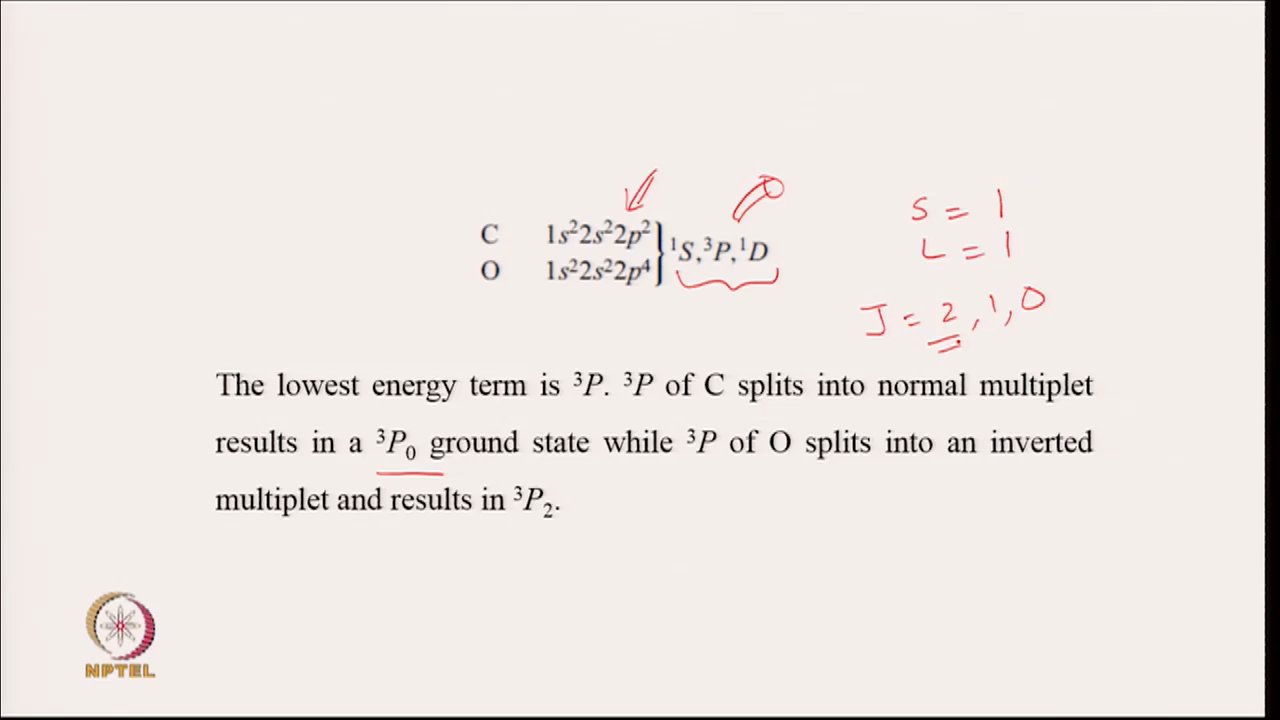 C 1s²2s²2p² } ¹S,³P,¹D
O 1s²2s²2p⁴
S = 1
L = 1
J = 2, 1, 0
The lowest energy term is ³P. ³P of C splits into normal multiplet
results in a ³P₀ ground state while ³P of O splits into an inverted
multiplet and results in ³P₂.
NPTEL